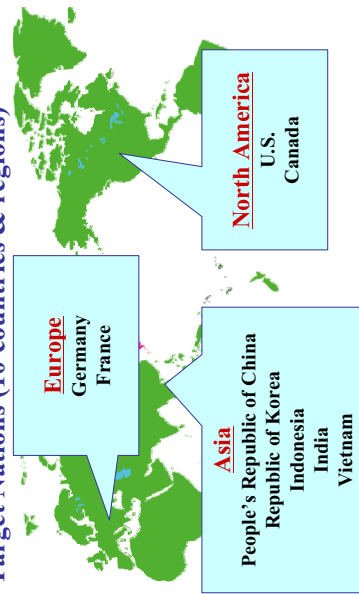 Target Nations (10 countries & regions)
Europe
Germany
France
Asia
People's Republic of China
Republic of Korea
Indonesia
India
Vietnam
North America
U.S.
Canada